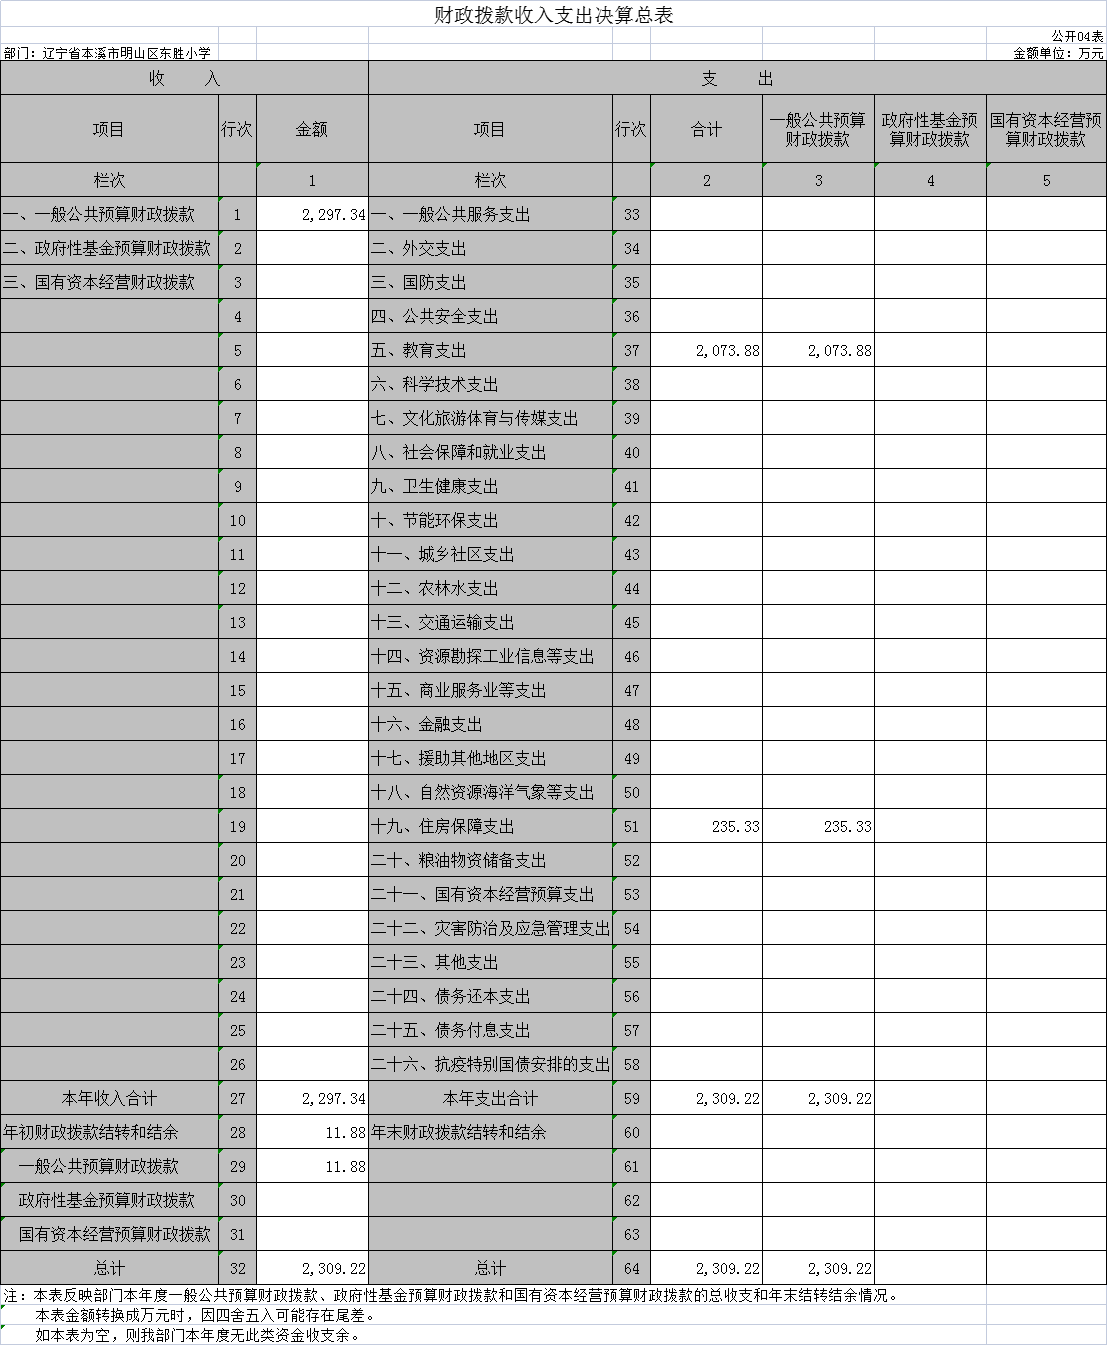 财政拨款收入支出决算总表
公开04表
部门：辽宁省本溪市明山区东胜小学 金额单位：万元
收 入 支 出
项目 行次 金额 项目 行次 合计 一般公共预算财政拨款 政府性基金预算财政拨款 国有资本经营预算财政拨款
栏次 1 栏次 2 3 4 5
一、一般公共预算财政拨款 1 2,297.34 一、一般公共服务支出 33
二、政府性基金预算财政拨款 2 二、外交支出 34
三、国有资本经营财政拨款 3 三、国防支出 35
4 四、公共安全支出 36
5 五、教育支出 37 2,073.88 2,073.88
6 六、科学技术支出 38
7 七、文化旅游体育与传媒支出 39
8 八、社会保障和就业支出 40
9 九、卫生健康支出 41
10 十、节能环保支出 42
11 十一、城乡社区支出 43
12 十二、农林水支出 44
13 十三、交通运输支出 45
14 十四、资源勘探工业信息等支出 46
15 十五、商业服务业等支出 47
16 十六、金融支出 48
17 十七、援助其他地区支出 49
18 十八、自然资源海洋气象等支出 50
19 十九、住房保障支出 51 235.33 235.33
20 二十、粮油物资储备支出 52
21 二十一、国有资本经营预算支出 53
22 二十二、灾害防治及应急管理支出 54
23 二十三、其他支出 55
24 二十四、债务还本支出 56
25 二十五、债务付息支出 57
26 二十六、抗疫特别国债安排的支出 58
本年收入合计 27 2,297.34 本年支出合计 59 2,309.22 2,309.22
年初财政拨款结转和结余 28 11.88 年末财政拨款结转和结余 60
一般公共预算财政拨款 29 11.88 61
政府性基金预算财政拨款 30 62
国有资本经营预算财政拨款 31 63
总计 32 2,309.22 总计 64 2,309.22 2,309.22
注：本表反映部门本年度一般公共预算财政拨款、政府性基金预算财政拨款和国有资本经营预算财政拨款的总收支和年末结转结余情况。
本表金额转换成万元时，因四舍五入可能存在尾差。
如本表为空，则我部门本年度无此类资金收支余。